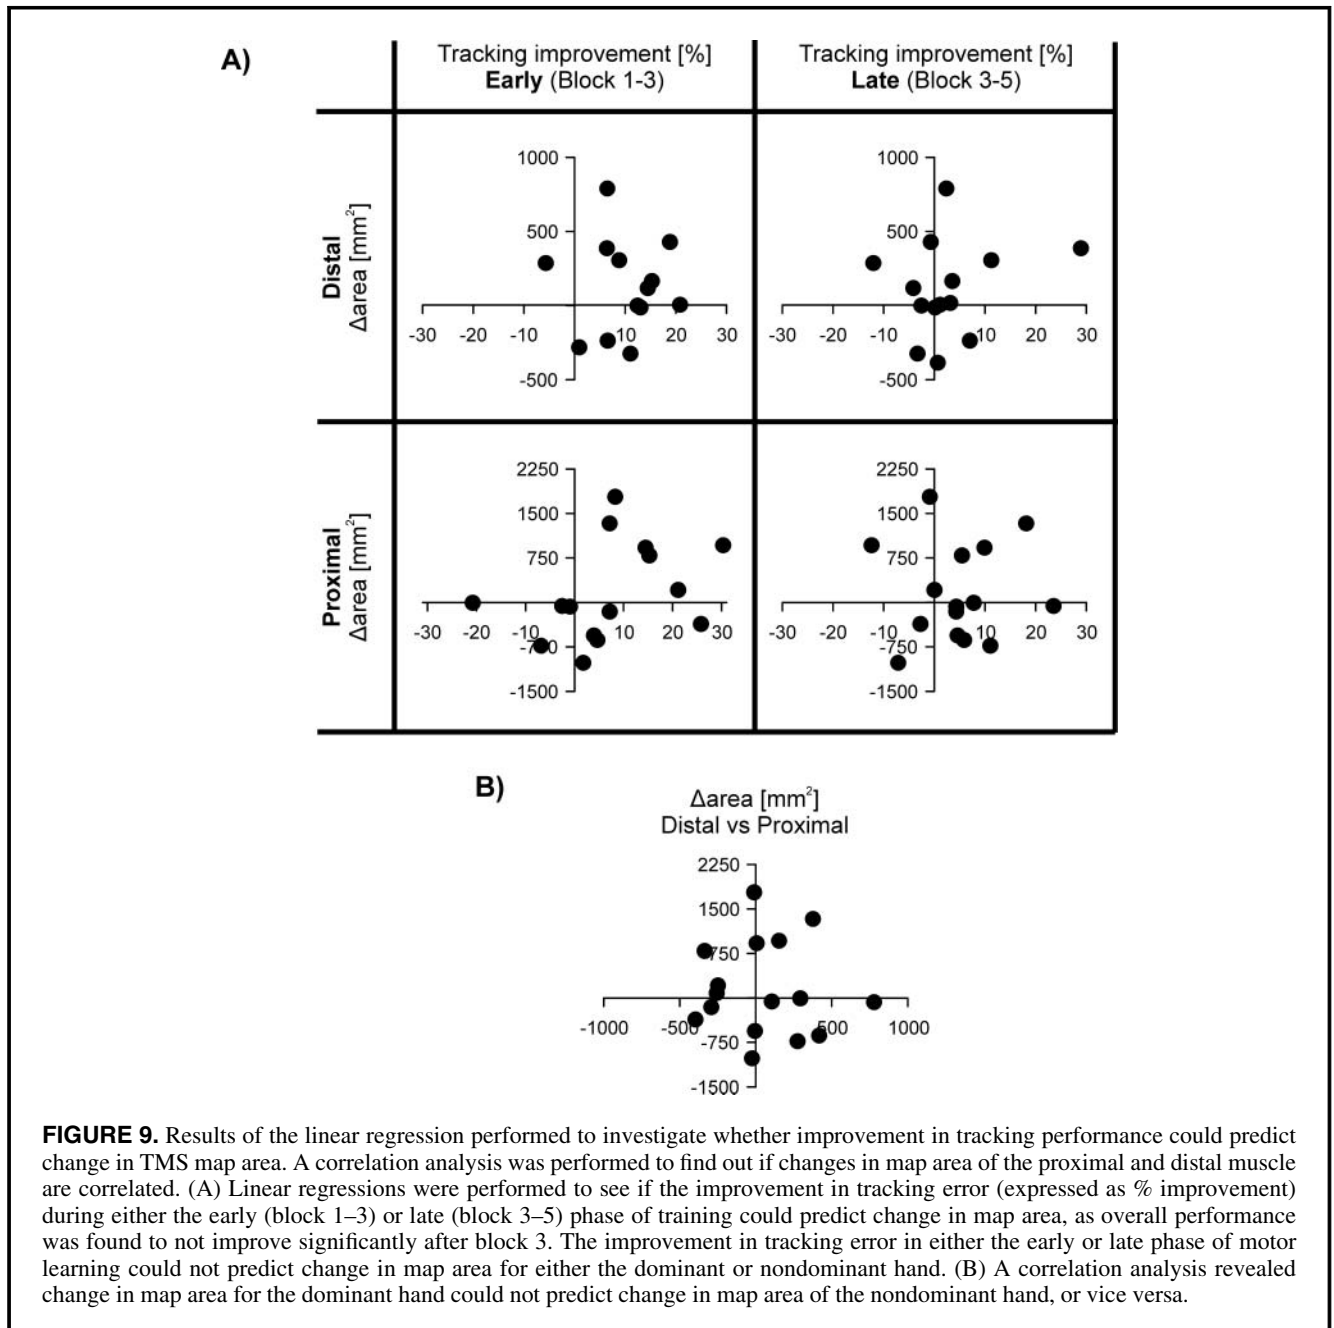 A)
Tracking improvement [%]
Early (Block 1-3)
Tracking improvement [%]
Late (Block 3-5)
Distal
Δarea [mm²]
1000
500
-30 -20 -10 10 20 30
-500
1000
500
-30 -20 -10 10 20 30
-500
Proximal
Δarea [mm²]
2250
1500
750
-30 -20 -10 10 20 30
-750
-1500
2250
1500
750
-30 -20 -10 10 20 30
-750
-1500
B)
Δarea [mm²]
Distal vs Proximal
2250
1500
750
-1000 -500 500 1000
-750
-1500
FIGURE 9. Results of the linear regression performed to investigate whether improvement in tracking performance could predict
change in TMS map area. A correlation analysis was performed to find out if changes in map area of the proximal and distal muscle
are correlated. (A) Linear regressions were performed to see if the improvement in tracking error (expressed as % improvement)
during either the early (block 1–3) or late (block 3–5) phase of training could predict change in map area, as overall performance
was found to not improve significantly after block 3. The improvement in tracking error in either the early or late phase of motor
learning could not predict change in map area for either the dominant or nondominant hand. (B) A correlation analysis revealed
change in map area for the dominant hand could not predict change in map area of the nondominant hand, or vice versa.